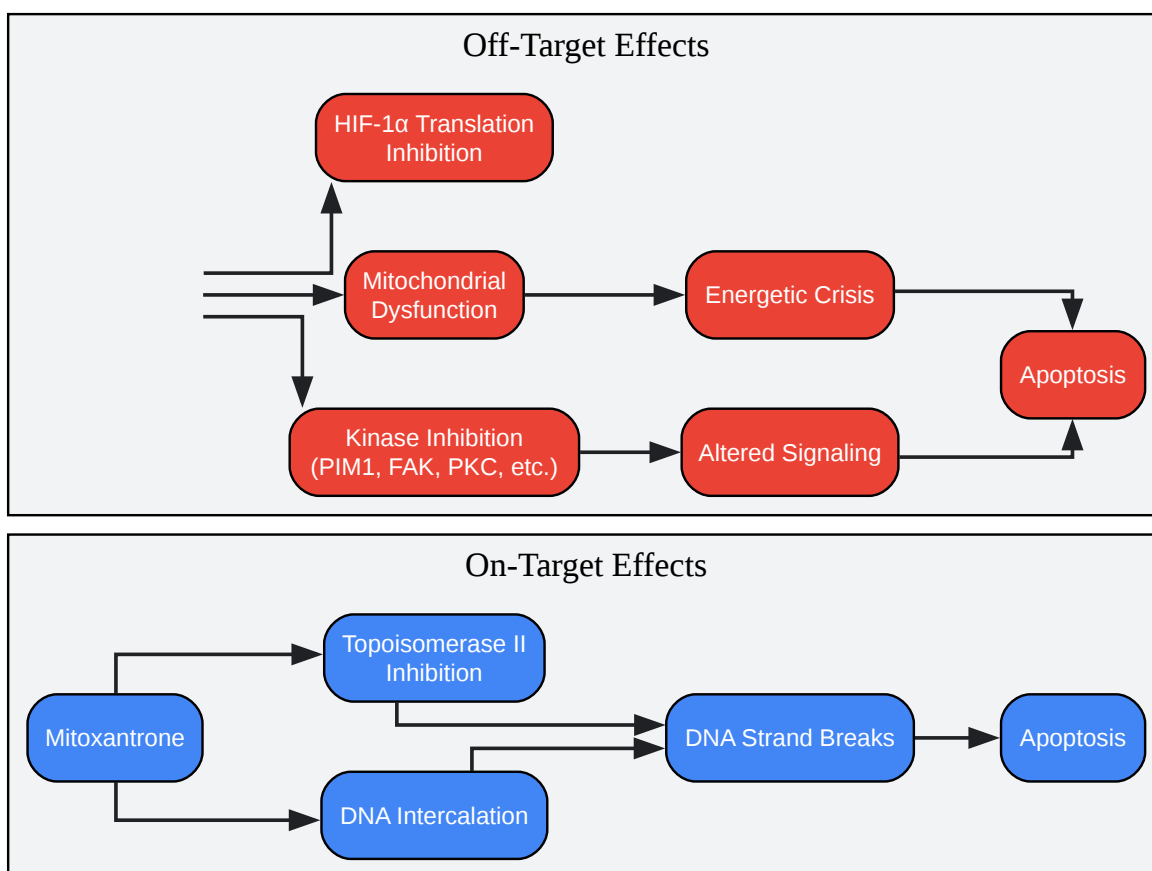 Off-Target Effects
HIF-1α Translation
Inhibition
Mitochondrial
Dysfunction
Energetic Crisis
Apoptosis
Kinase Inhibition
(PIM1, FAK, PKC, etc.)
Altered Signaling
On-Target Effects
Topoisomerase II
Inhibition
Mitoxantrone
DNA Strand Breaks
Apoptosis
DNA Intercalation